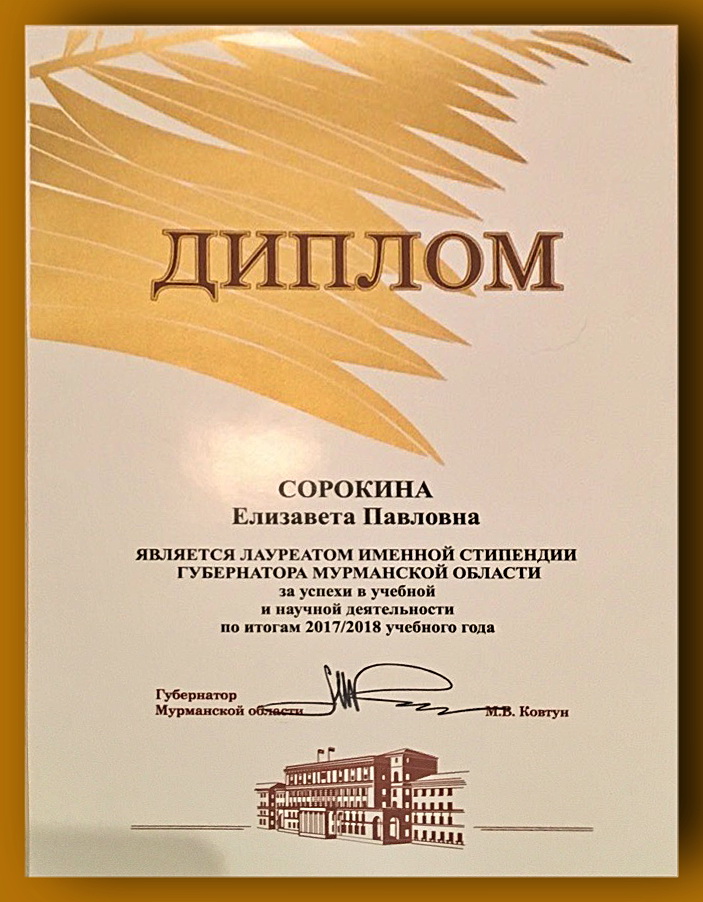 ДИПЛОМ
СОРОКИНА
Елизавета Павловна
ЯВЛЯЕТСЯ ЛАУРЕАТОМ ИМЕННОЙ СТИПЕНДИИ
ГУБЕРНАТОРА МУРМАНСКОЙ ОБЛАСТИ
за успехи в учебной
и научной деятельности
по итогам 2017/2018 учебного года
Губернатор
Мурманской области М.В. Ковтун